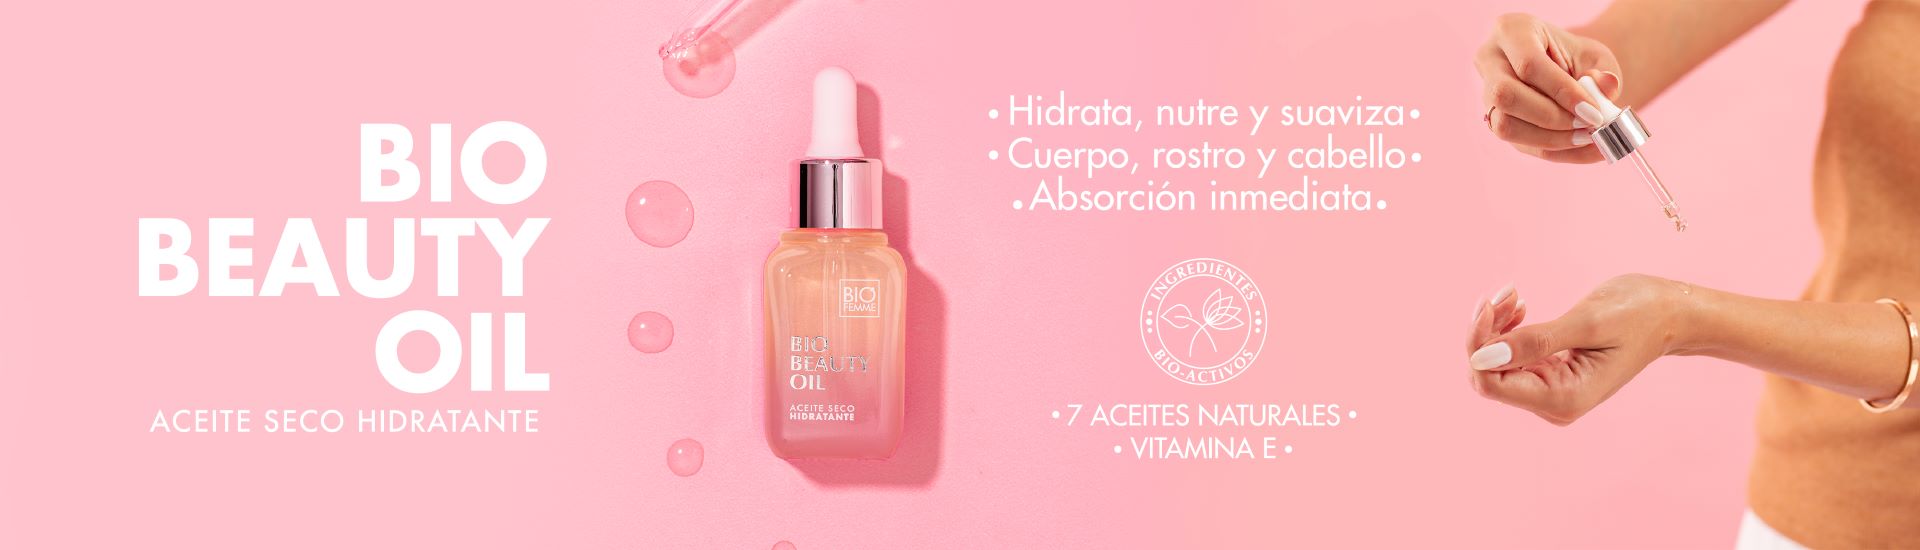 BIO
BEAUTY
OIL
ACEITE SECO HIDRATANTE
BIO
FEMME
BIO
BEAUTY
OIL
ACEITE SECO
HIDRATANTE
• Hidrata, nutre y suaviza •
• Cuerpo, rostro y cabello •
• Absorción inmediata •
INGREDIENTES
BIO-ACTIVOS
• 7 ACEITES NATURALES •
• VITAMINA E •